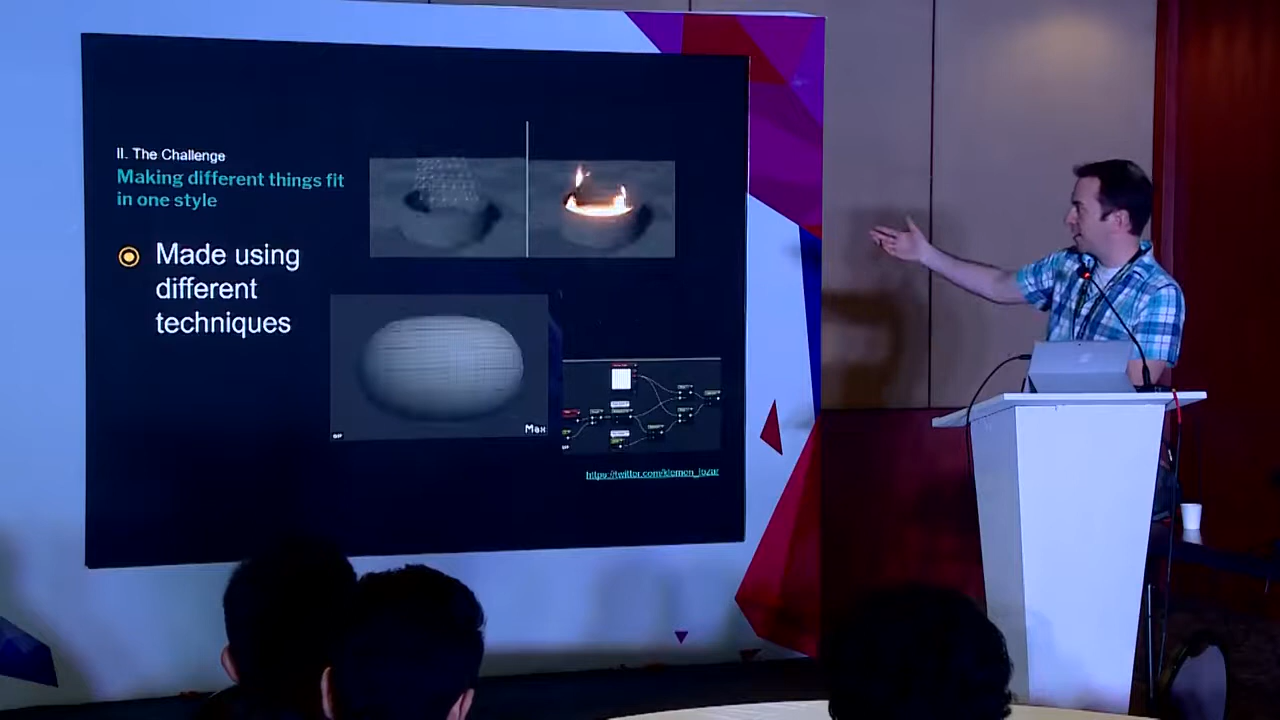 II. The Challenge
Making different things fit
in one style
Made using
different
techniques
GIF
Max
https://twitter.com/klemen_lozar